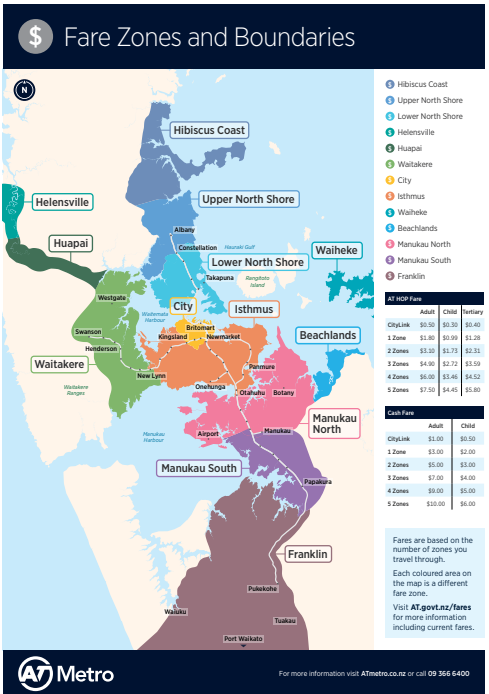 $ Fare Zones and Boundaries
N
Hibiscus Coast
Upper North Shore
Helensville
Albany
Constellation
Hauraki Gulf
Huapai
Waiheke
Lower North Shore
Takapuna
Rangitoto
Island
Westgate
City
Isthmus
Waitemata
Harbour
Swanson
Britomart
Kingsland
Newmarket
Beachlands
Henderson
Waitakere
Panmure
New Lynn
Onehunga
Waitakere
Ranges
Otahuhu
Botany
Manukau
North
Manukau
Harbour
Airport
Manukau
Manukau South
Papakura
Franklin
Pukekohe
Waiuku
Tuakau
Port Waikato
$ Hibiscus Coast
$ Upper North Shore
$ Lower North Shore
$ Helensville
$ Huapai
$ Waitakere
$ City
$ Isthmus
$ Waiheke
$ Beachlands
$ Manukau North
$ Manukau South
$ Franklin
AT HOP Fare
Adult Child Tertiary
CityLink $0.50 $0.30 $0.40
1 Zone $1.80 $0.99 $1.28
2 Zones $3.10 $1.73 $2.31
3 Zones $4.90 $2.72 $3.59
4 Zones $6.00 $3.46 $4.52
5 Zones $7.50 $4.45 $5.80
Cash Fare
Adult Child
CityLink $1.00 $0.50
1 Zone $3.00 $2.00
2 Zones $5.00 $3.00
3 Zones $7.00 $4.00
4 Zones $9.00 $5.00
5 Zones $10.00 $6.00
Fares are based on the
number of zones you
travel through.
Each coloured area on
the map is a different
fare zone.
Visit AT.govt.nz/fares
for more information
including current fares.
AT Metro
For more information visit ATmetro.co.nz or call 09 366 6400